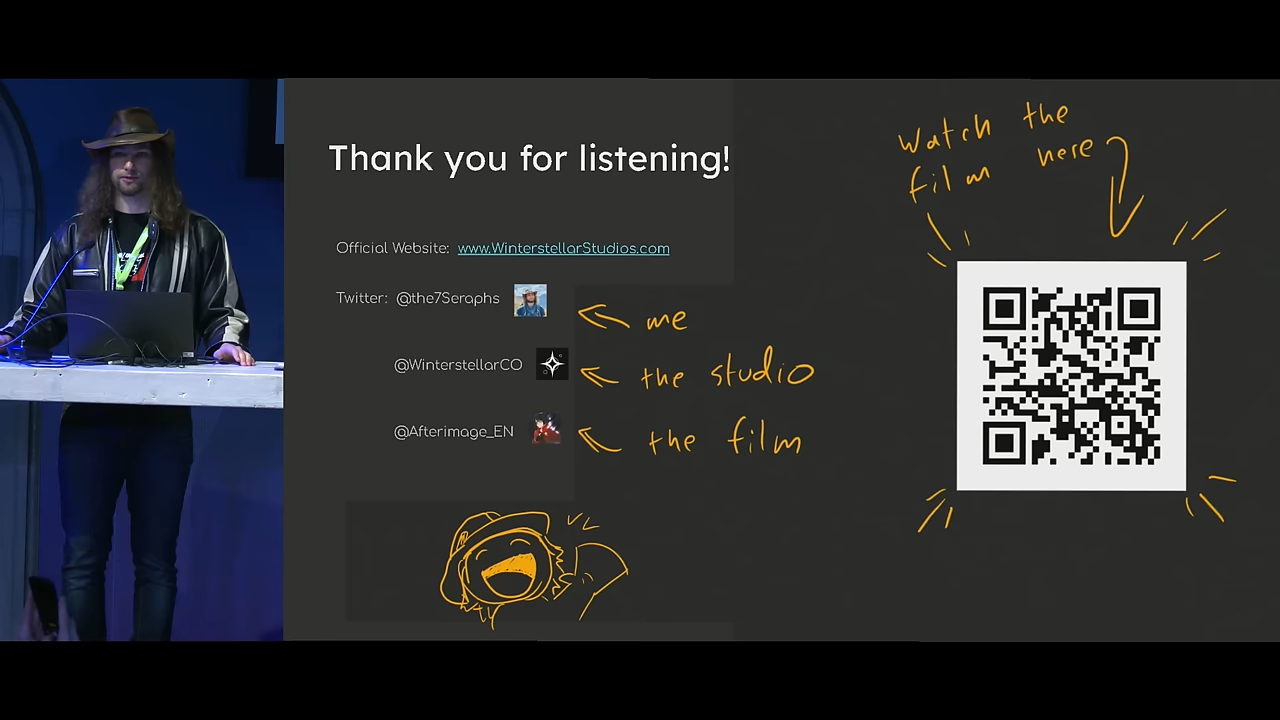 Thank you for listening!
Official Website: www.WinterstellarStudios.com
Twitter: @the7Seraphs
me
@WinterstellarCO
the studio
@Afterimage_EN
the film
Watch the
film here